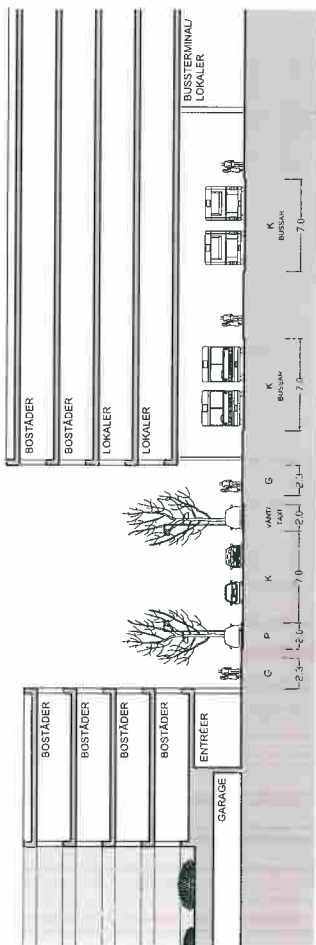 BOSTÄDER
BOSTÄDER
BOSTÄDER
BOSTÄDER
ENTRÉER
GARAGE
BOSTÄDER
BOSTÄDER
LOKALER
LOKALER
BUSSTERMINAL/
LOKALER
G
P
K
VÄNT/
TAXI
G
K
BUSSAR
K
BUSSAR
2.3
2.0
7.0
2.0
2.3
7.0
7.0